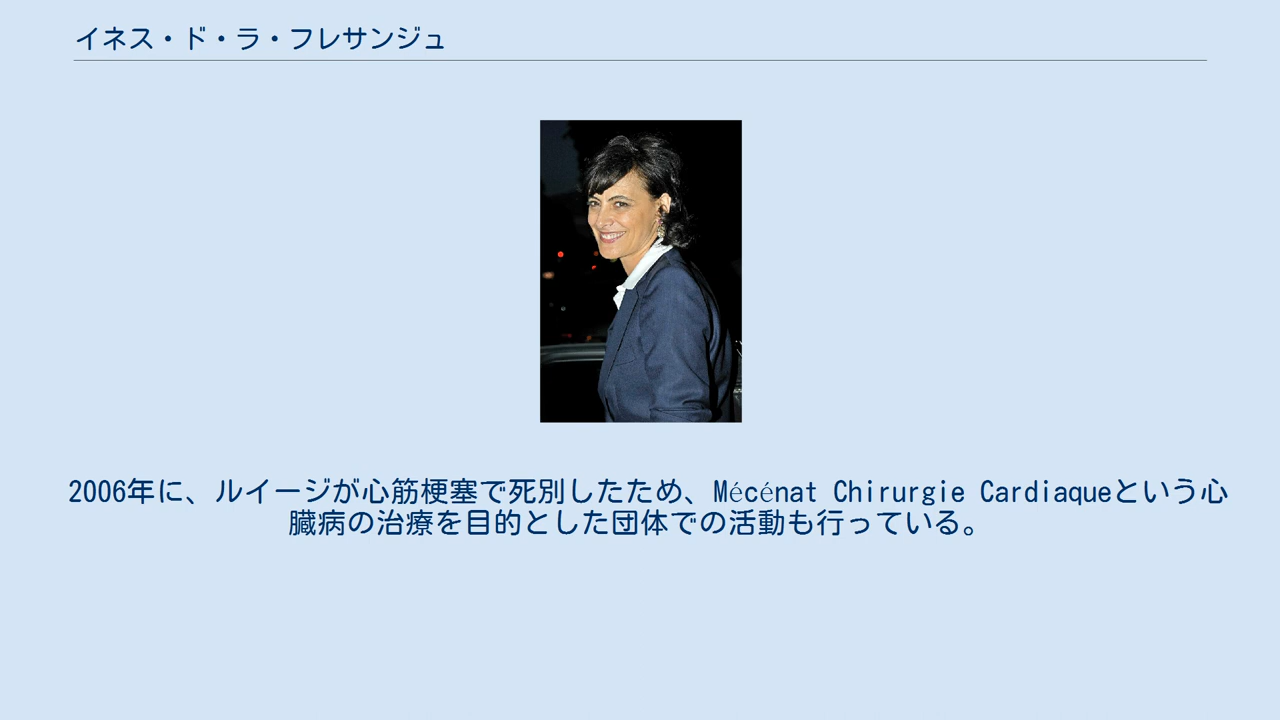 イネス・ド・ラ・フレサンジュ
2006年に、ルイージが心筋梗塞で死別したため、Mécénat Chirurgie Cardiaqueという心
臓病の治療を目的とした団体での活動も行っている。